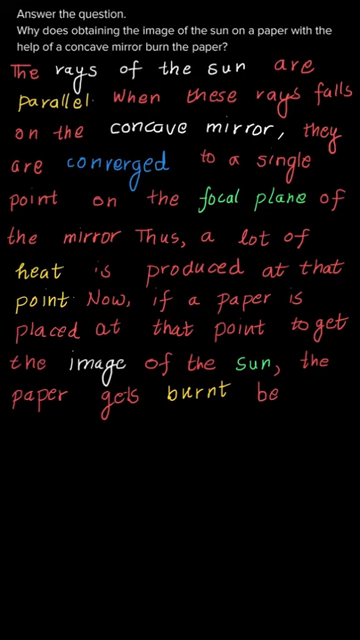 Answer the question.
Why does obtaining the image of the sun on a paper with the
help of a concave mirror burn the paper?
The rays of the sun are
parallel. When these rays falls
on the concave mirror, they
are converged to a single
point on the focal plane of
the mirror Thus, a lot of
heat is produced at that
point. Now, if a paper is
placed at that point to get
the image of the sun, the
paper gets burnt be